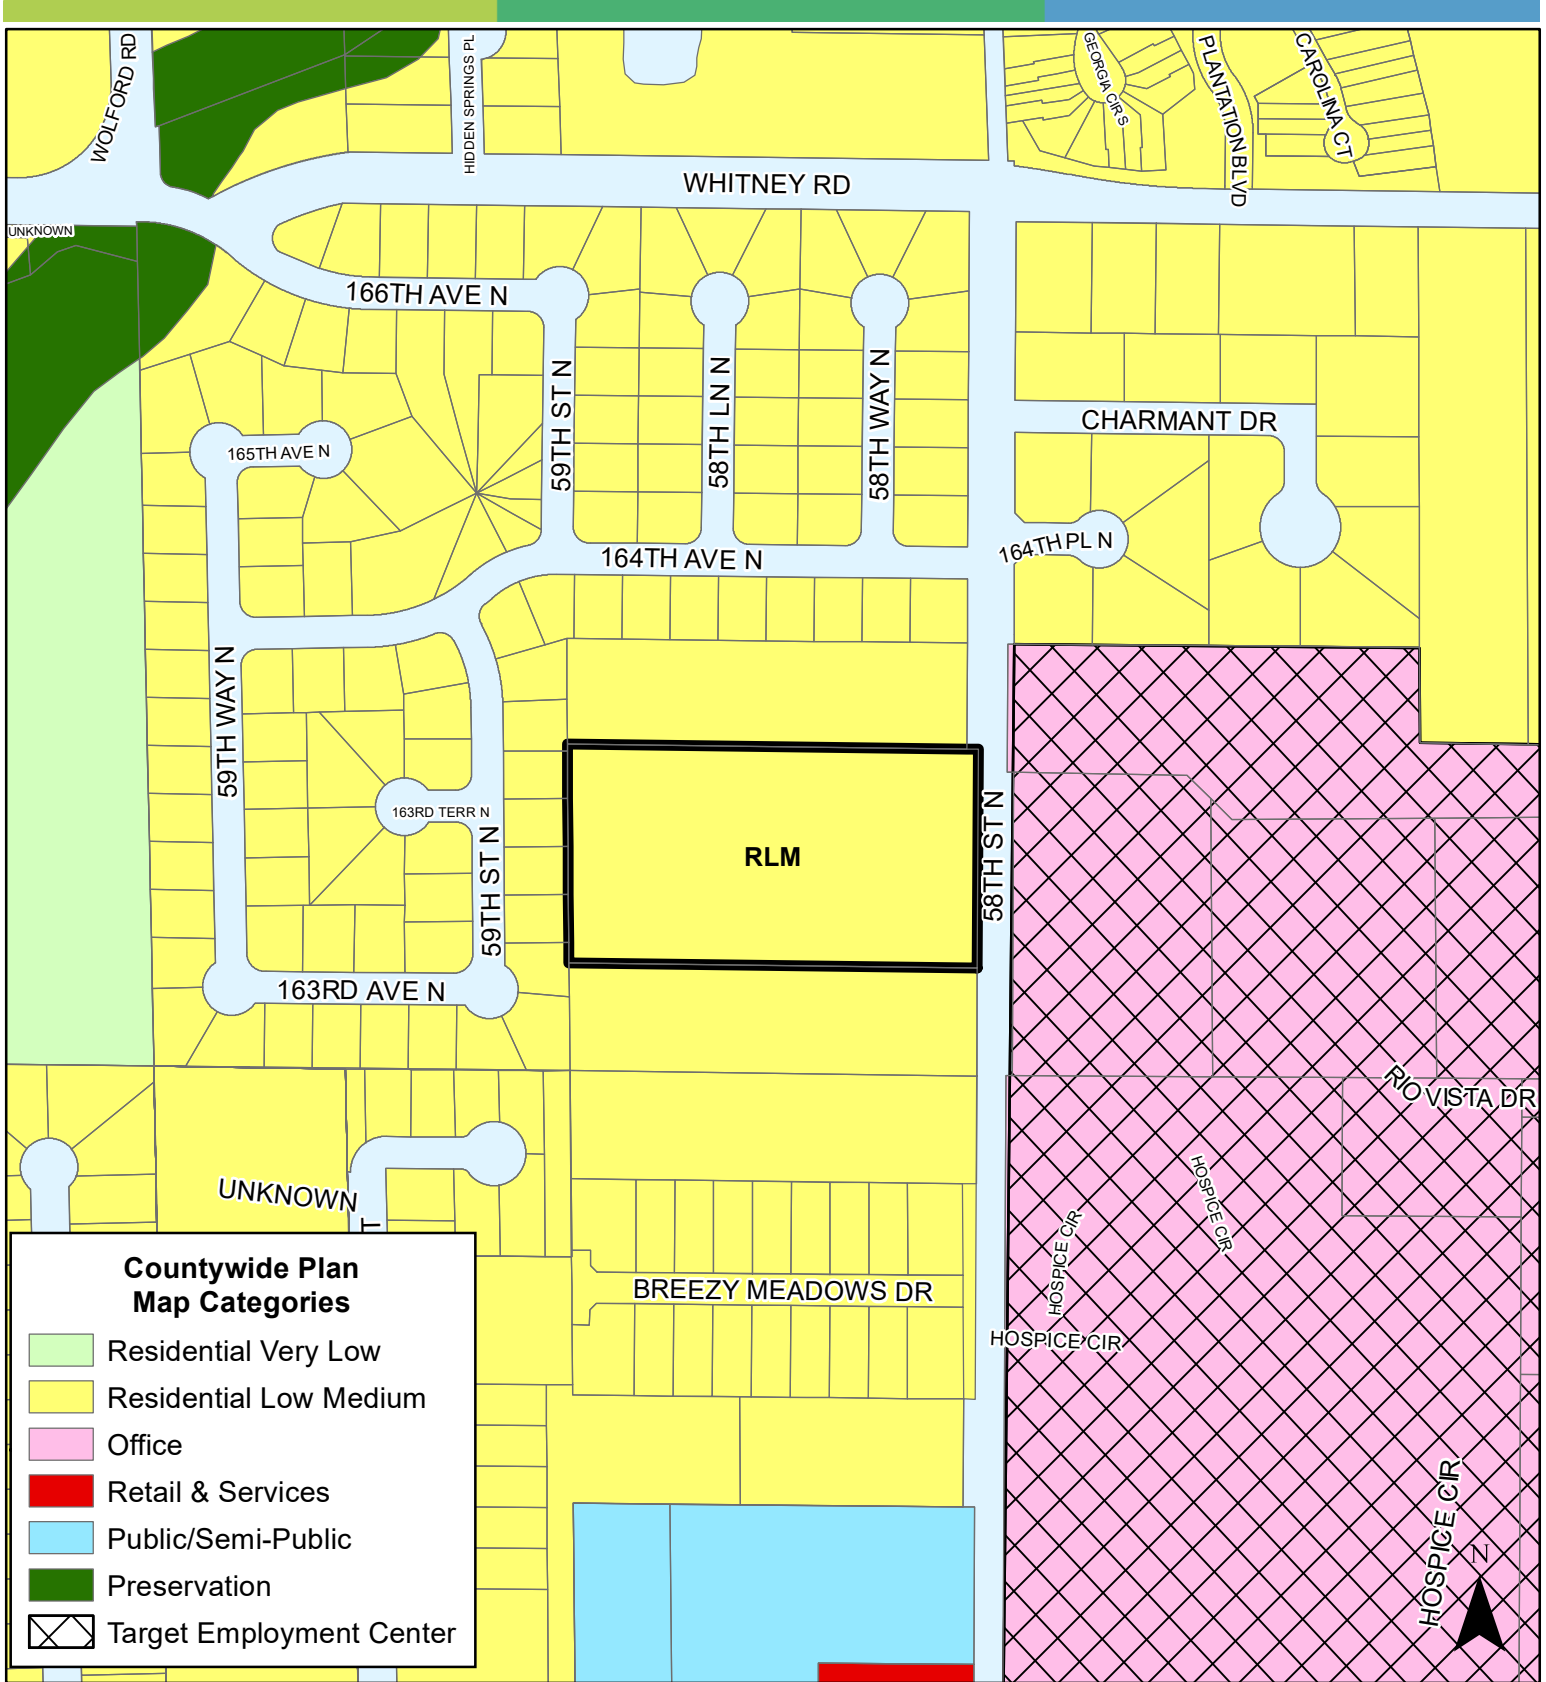 WOLFORD RD
HIDDEN SPRINGS PL
GEORGIA CIR S
PLANTATION BLVD
CAROLINA CT
WHITNEY RD
UNKNOWN
166TH AVE N
59TH ST N
58TH LN N
58TH WAY N
CHARMANT DR
165TH AVE N
164TH AVE N
164TH PL N
59TH WAY N
163RD TERR N
59TH ST N
RLM
58TH ST N
163RD AVE N
RIO VISTA DR
UNKNOWN
T
HOSPICE CIR
HOSPICE CIR
BREEZY MEADOWS DR
HOSPICE CIR
HOSPICE CIR
N
Countywide Plan
Map Categories
Residential Very Low
Residential Low Medium
Office
Retail & Services
Public/Semi-Public
Preservation
Target Employment Center